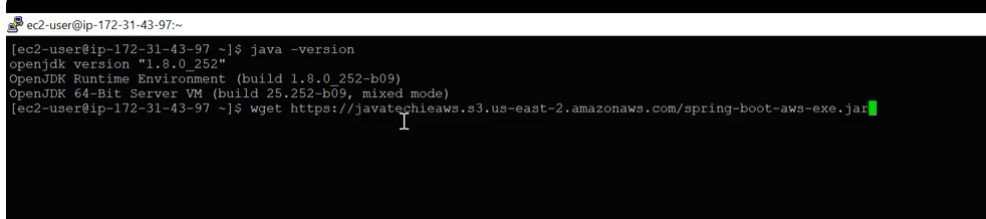 ec2-user@ip-172-31-43-97:~
[ec2-user@ip-172-31-43-97 ~]$ java -version
openjdk version "1.8.0_252"
OpenJDK Runtime Environment (build 1.8.0_252-b09)
OpenJDK 64-Bit Server VM (build 25.252-b09, mixed mode)
[ec2-user@ip-172-31-43-97 ~]$ wget https://javatechieaws.s3.us-east-2.amazonaws.com/spring-boot-aws-exe.jar